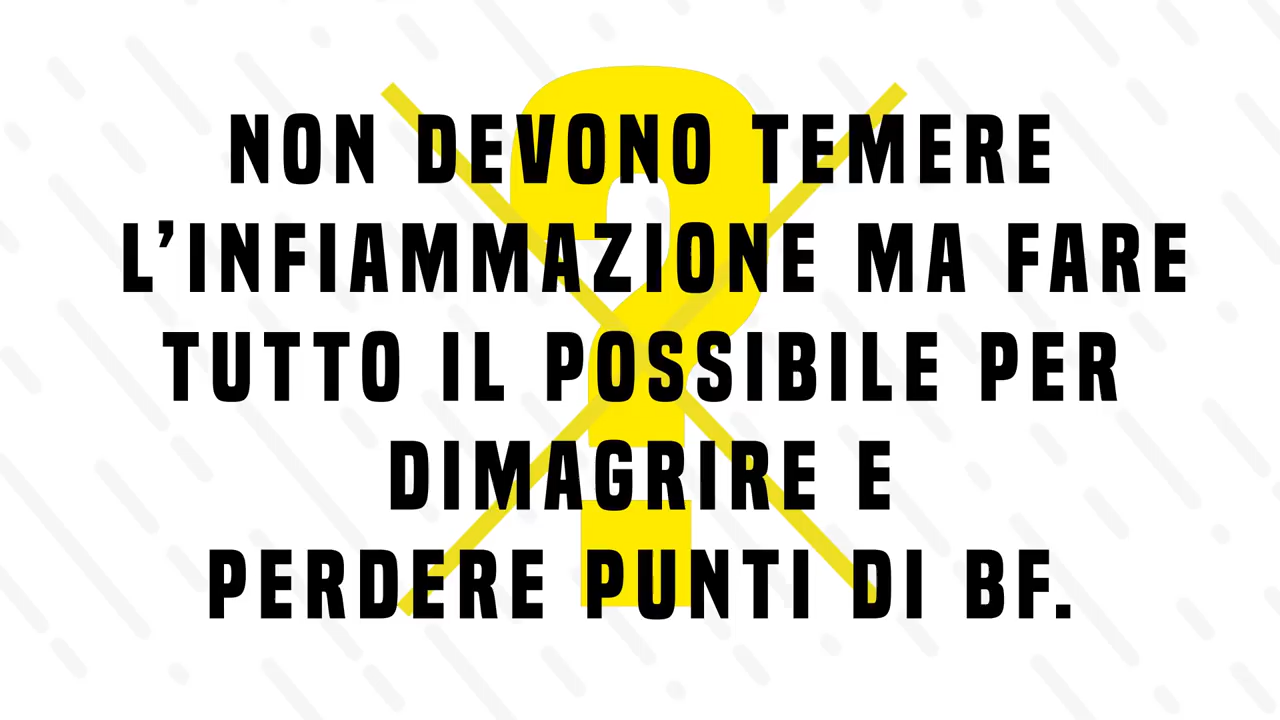 NON DEVONO TEMERE
L’INFIAMMAZIONE MA FARE
TUTTO IL POSSIBILE PER
DIMAGRIRE E
PERDERE PUNTI DI BF.